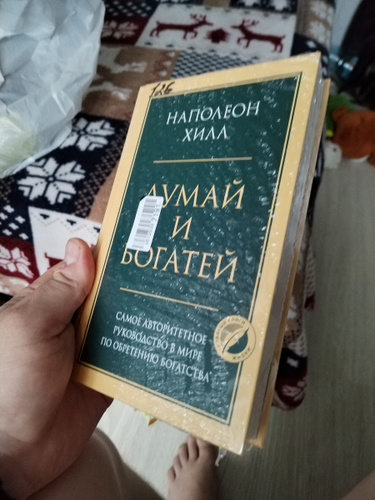 126
НАПОЛЕОН
ХИЛЛ
ДУМАЙ
И
БОГАТЕЙ
САМОЕ АВТОРИТЕТНОЕ
РУКОВОДСТВО В МИРЕ
ПО ОБРЕТЕНИЮ БОГАТСТВА